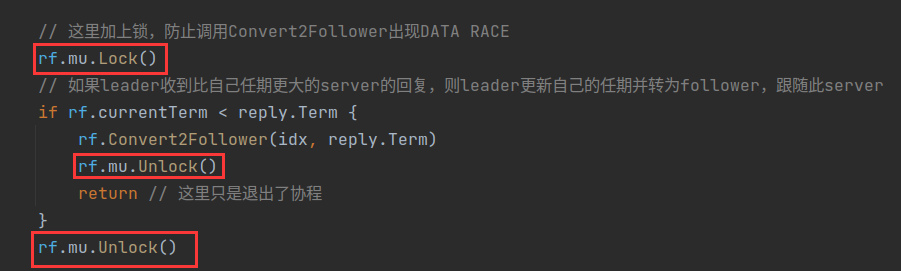 // 这里加上锁，防止调用Convert2Follower出现DATA RACE
rf.mu.Lock()
// 如果leader收到比自己任期更大的server的回复，则leader更新自己的任期并转为follower，跟随此server
if rf.currentTerm < reply.Term {
    rf.Convert2Follower(idx, reply.Term)
    rf.mu.Unlock()
    return // 这里只是退出了协程
}
rf.mu.Unlock()